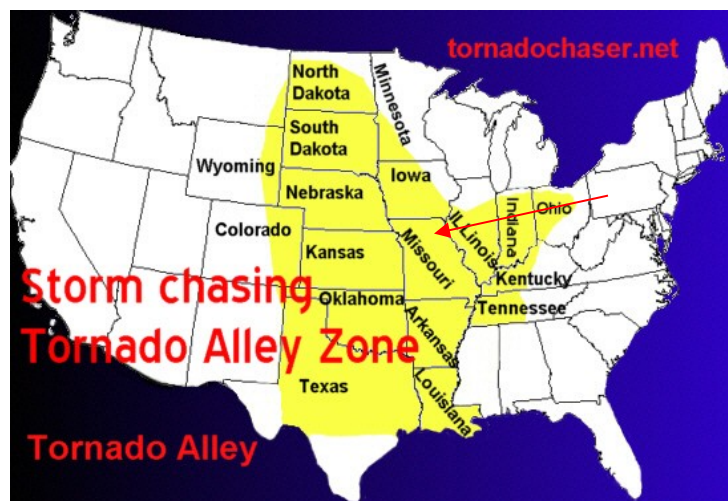 tornadochaser.net
North
Dakota
Minnesota
South
Dakota
Wyoming
Iowa
Nebraska
Ohio
Indiana
ILLinois
Colorado
Missouri
Kansas
Kentucky
Storm chasing
Oklahoma
Tennessee
Arkansas
Tornado Alley Zone
Texas
Louisiana
Tornado Alley